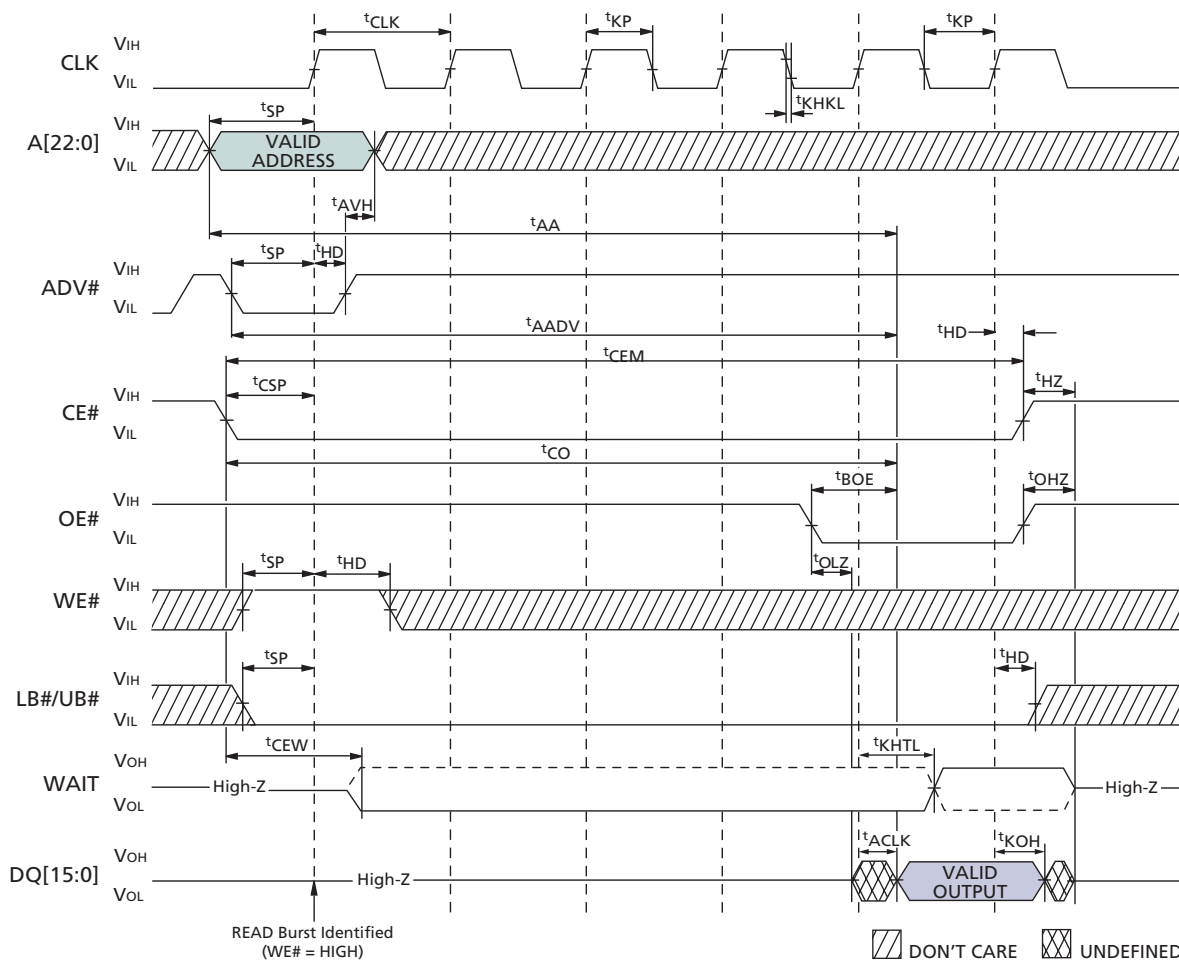 tCLK tKP tKP
CLK VIH
VIL
tKHKL
tSP
A[22:0] VIH
VIL
VALID
ADDRESS
tAVH
tAA
tSP tHD
ADV# VIH
VIL
tAADV
tHD
tCEM
tCSP tHZ
CE# VIH
VIL
tCO
tBOE tOHZ
OE# VIH
VIL
tOLZ
tSP tHD
WE# VIH
VIL
tSP tHD
LB#/UB# VIH
VIL
tCEW tKHTL
WAIT VOH
VOL
High-Z High-Z
tACLK tKOH
DQ[15:0] VOH
VOL
High-Z
VALID
OUTPUT
READ Burst Identified
(WE# = HIGH)
DON'T CARE UNDEFINED